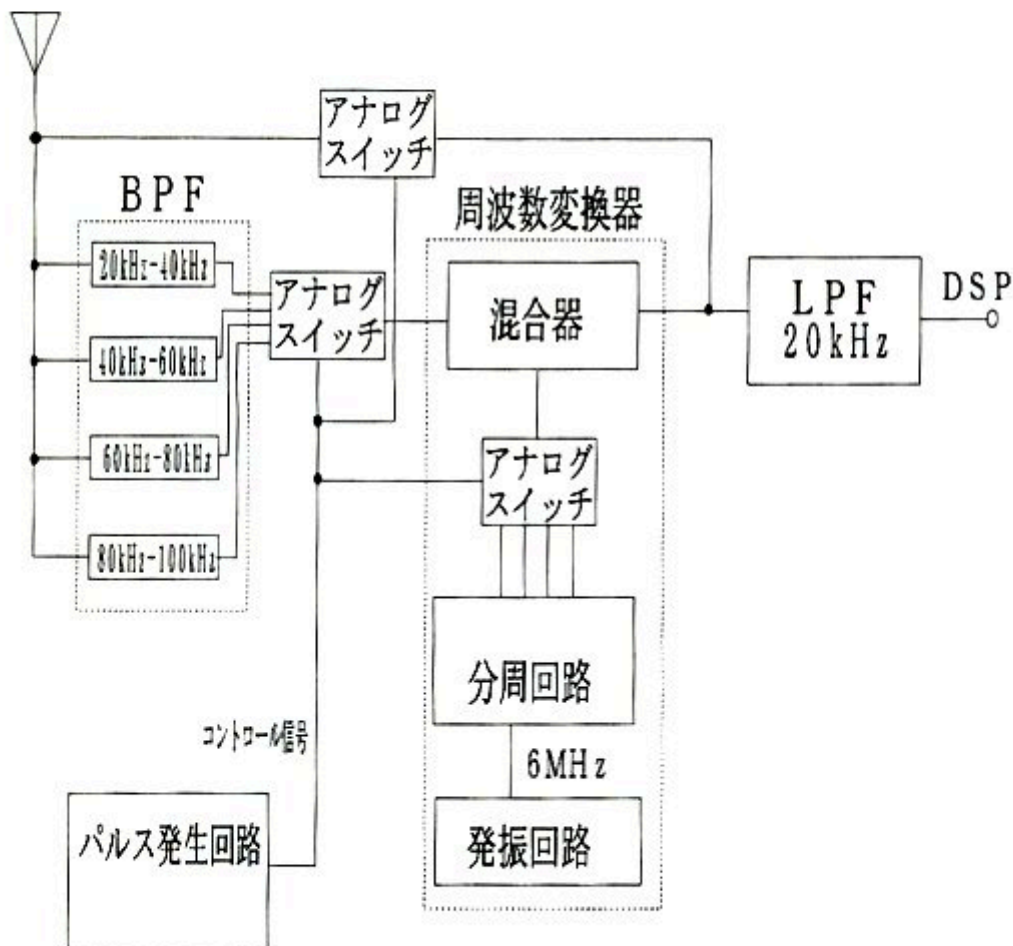 アナログ
スイッチ
BPF
周波数変換器
20kHz-40kHz
アナログ
スイッチ
混合器
LPF
20kHz
DSP
40kHz-60kHz
60kHz-80kHz
アナログ
スイッチ
80kHz-100kHz
分周回路
コントロール信号
6MHz
パルス発生回路
発振回路